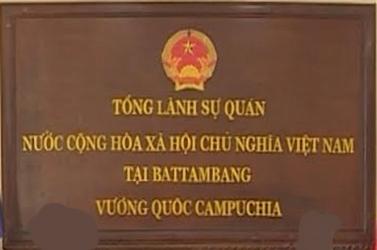 TỔNG LÃNH SỰ QUÁN
NƯỚC CỘNG HÒA XÃ HỘI CHỦ NGHĨA VIỆT NAM
TẠI BATTAMBANG
VƯƠNG QUỐC CAMPUCHIA